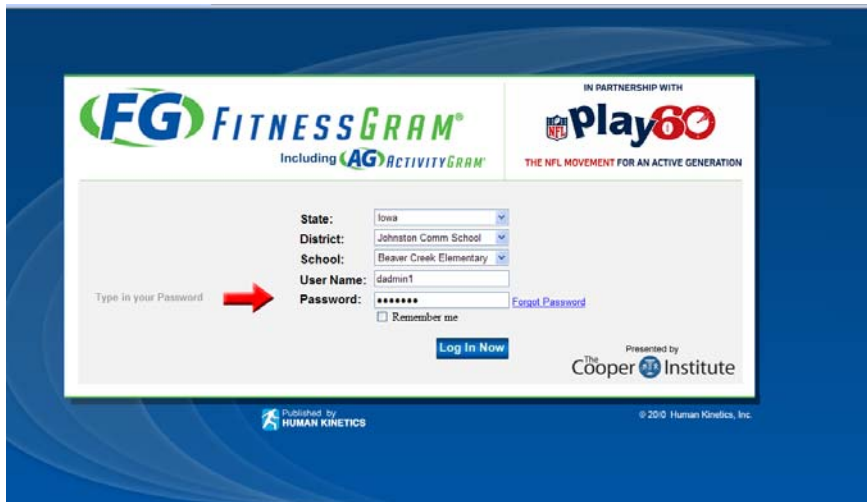 (FG) FITNESSGRAM®
Including (AG) ACTIVITYGRAM®
IN PARTNERSHIP WITH
NFL Play60
THE NFL MOVEMENT FOR AN ACTIVE GENERATION
State: Iowa
District: Johnston Comm School
School: Beaver Creek Elementary
User Name: dadmin1
Type in your Password
Password: ••••••• Forgot Password
Remember me
Log In Now
Presented by
The Cooper Institute
Published by
HUMAN KINETICS
© 2010 Human Kinetics, Inc.